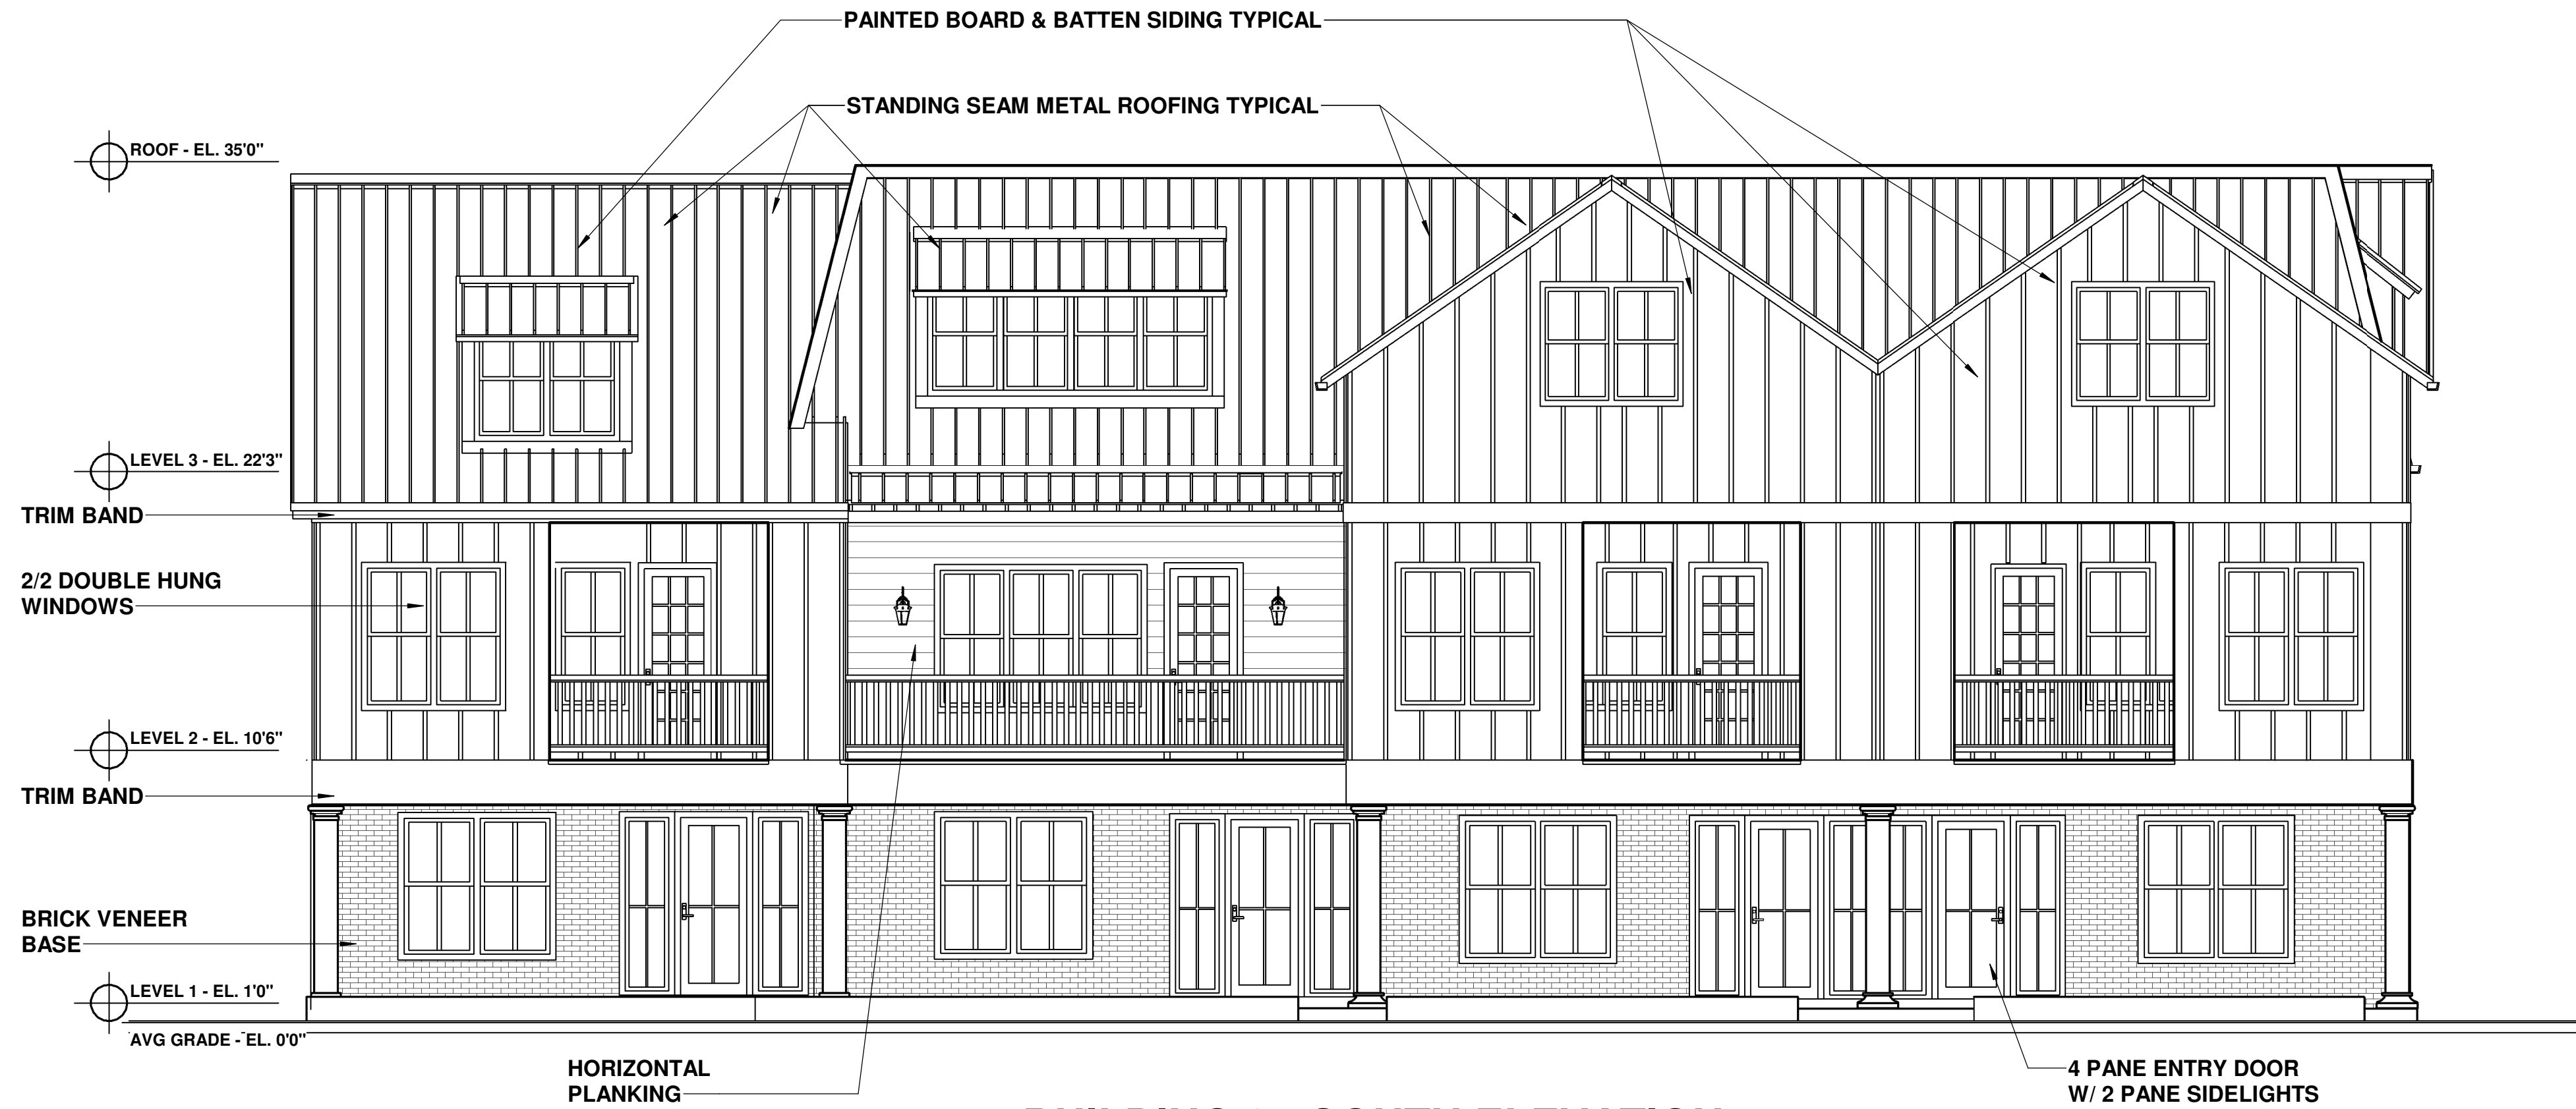 PAINTED BOARD & BATTEN SIDING TYPICAL
STANDING SEAM METAL ROOFING TYPICAL
ROOF - EL. 35'0"
LEVEL 3 - EL. 22'3"
TRIM BAND
2/2 DOUBLE HUNG
WINDOWS
LEVEL 2 - EL. 10'6"
TRIM BAND
BRICK VENEER
BASE
LEVEL 1 - EL. 1'0"
AVG GRADE - EL. 0'0"
HORIZONTAL
PLANKING
4 PANE ENTRY DOOR
W/ 2 PANE SIDELIGHTS